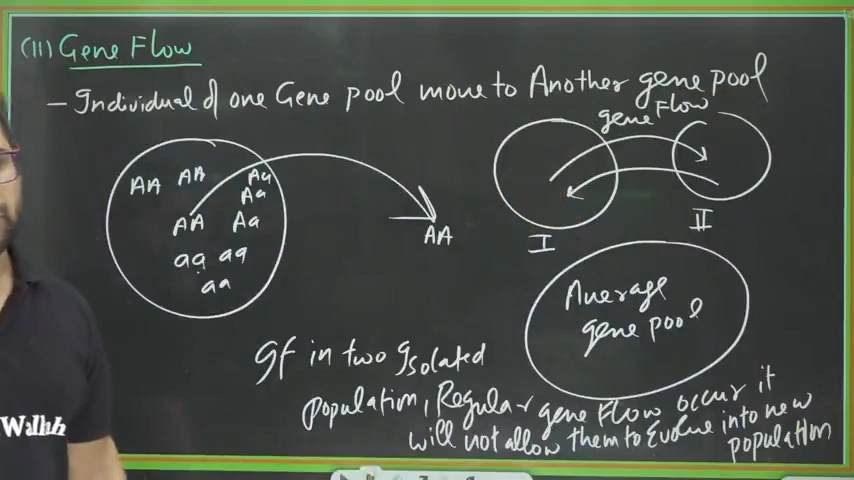 (11) Gene Flow
- Individual of one Gene pool move to Another gene pool
gene Flow
AA AA Aa
Aa
AA Aa
aa aa
aa
AA
I
II
Average
gene pool
If in two Isolated
population, Regular gene Flow occur it
will not allow them to Evolve into new
population